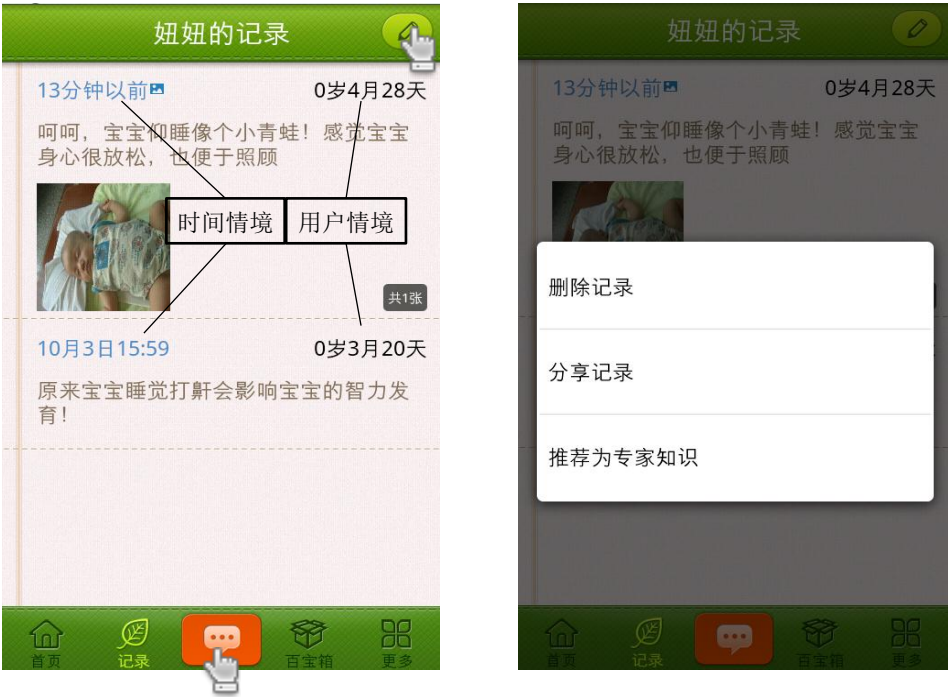 妞妞的记录
13分钟以前
0岁4月28天
呵呵，宝宝仰睡像个小青蛙！感觉宝宝
身心很放松，也便于照顾
时间情境
用户情境
共1张
10月3日15:59
0岁3月20天
原来宝宝睡觉打鼾会影响宝宝的智力发
育！
首页
记录
百宝箱
更多
妞妞的记录
13分钟以前
0岁4月28天
呵呵，宝宝仰睡像个小青蛙！感觉宝宝
身心很放松，也便于照顾
删除记录
分享记录
推荐为专家知识
首页
记录
百宝箱
更多